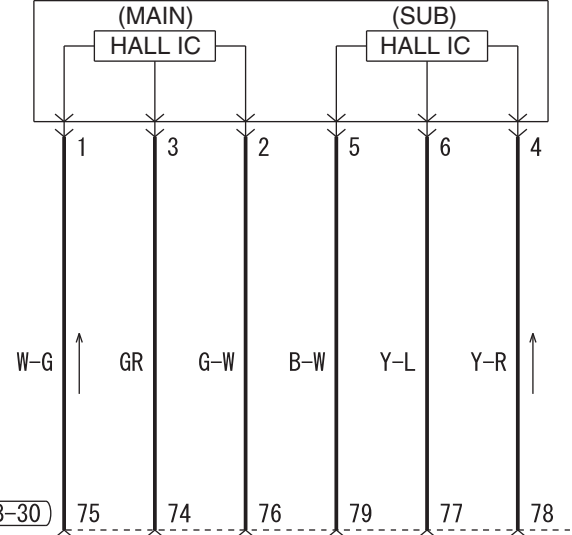 (MAIN) (SUB)
HALL IC HALL IC
1 3 2 5 6 4
W-G GR G-W B-W Y-L Y-R
-30 75 74 76 79 77 78